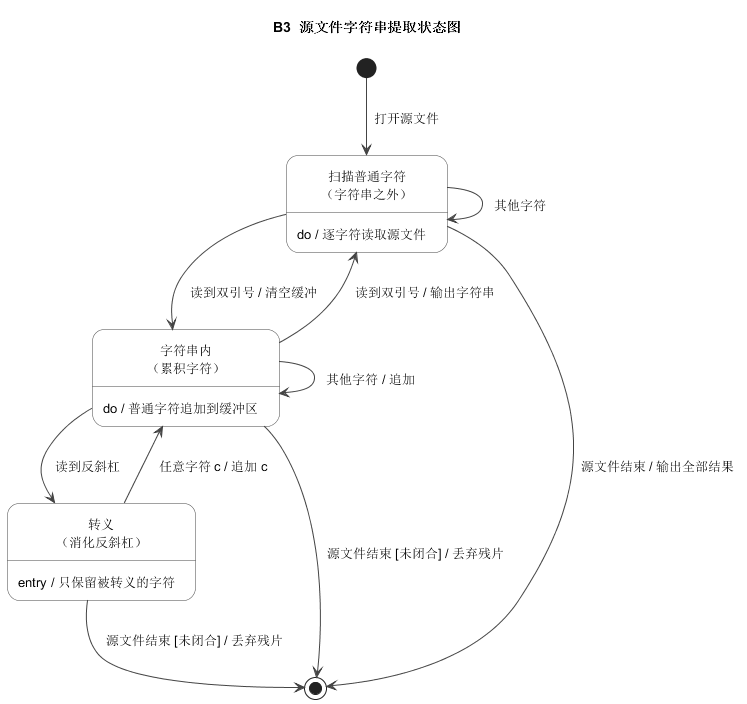 B3 源文件字符串提取状态图
打开源文件
扫描普通字符
（字符串之外）
其他字符
do / 逐字符读取源文件
读到双引号 / 清空缓冲
读到双引号 / 输出字符串
字符串内
（累积字符）
其他字符 / 追加
do / 普通字符追加到缓冲区
读到反斜杠
任意字符 c / 追加 c
源文件结束 / 输出全部结果
转义
（消化反斜杠）
源文件结束 [未闭合] / 丢弃残片
entry / 只保留被转义的字符
源文件结束 [未闭合] / 丢弃残片